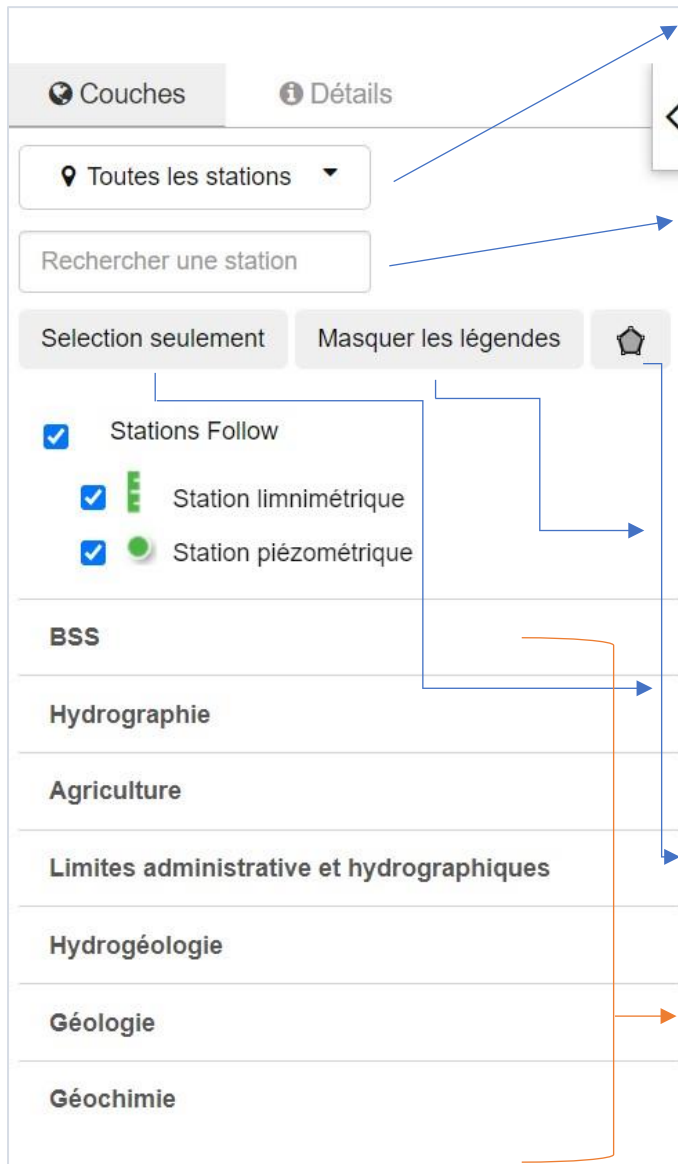 Couches Détails
Toutes les stations
Rechercher une station
Selection seulement Masquer les légendes
Stations Follow
Station limnimétrique
Station piézométrique
BSS
Hydrographie
Agriculture
Limites administrative et hydrographiques
Hydrogéologie
Géologie
Géochimie